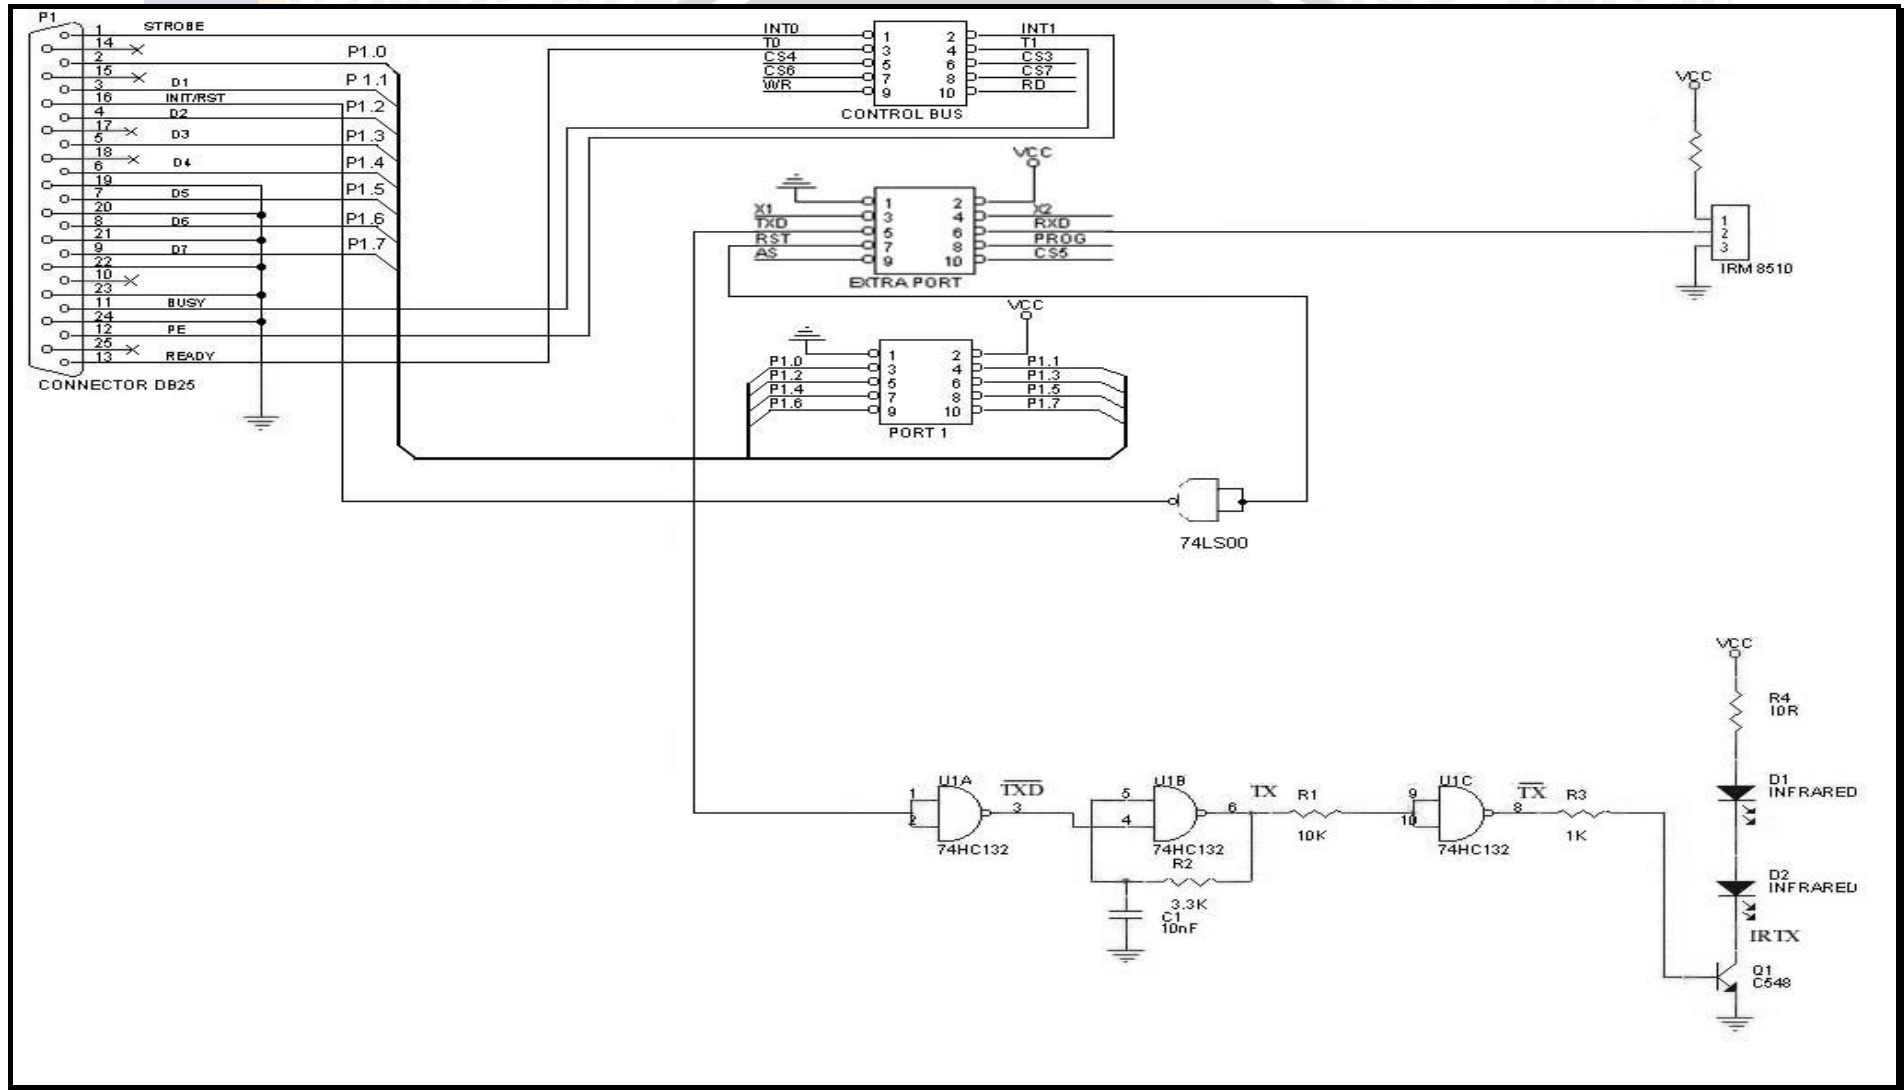 P1
1
STROBE
14
2
P1.0
15
3
D1
P 1.1
16
INIT/RST
4
D2
P1.2
17
5
D3
P1.3
18
6
D4
P1.4
19
7
D5
P1.5
20
8
D6
P1.6
21
9
D7
P1.7
22
10
23
11
BUSY
24
12
PE
25
13
READY
CONNECTOR DB25
INT0 1 2 INT1
T0 3 4 T1
CS4 5 6 CS3
CS6 7 8 CS7
WR 9 10 RD
CONTROL BUS
VCC
1 2
X1 3 4 X2
TXD 5 6 RXD
RST 7 8 PROG
AS 9 10 CS5
EXTRA PORT
VCC
1 2
P1.0 3 4 P1.1
P1.2 5 6 P1.3
P1.4 7 8 P1.5
P1.6 9 10 P1.7
PORT 1
VCC
1
2
3
IRM 8510
74LS00
U1A
1
2
TXD
3
74HC132
U1B
5
4
TX
6
74HC132
R2
3.3K
C1
10nF
R1
10K
U1C
9
10
TX
8
74HC132
R3
1K
VCC
R4
10R
D1
INFRARED
D2
INFRARED
IRTX
Q1
C548